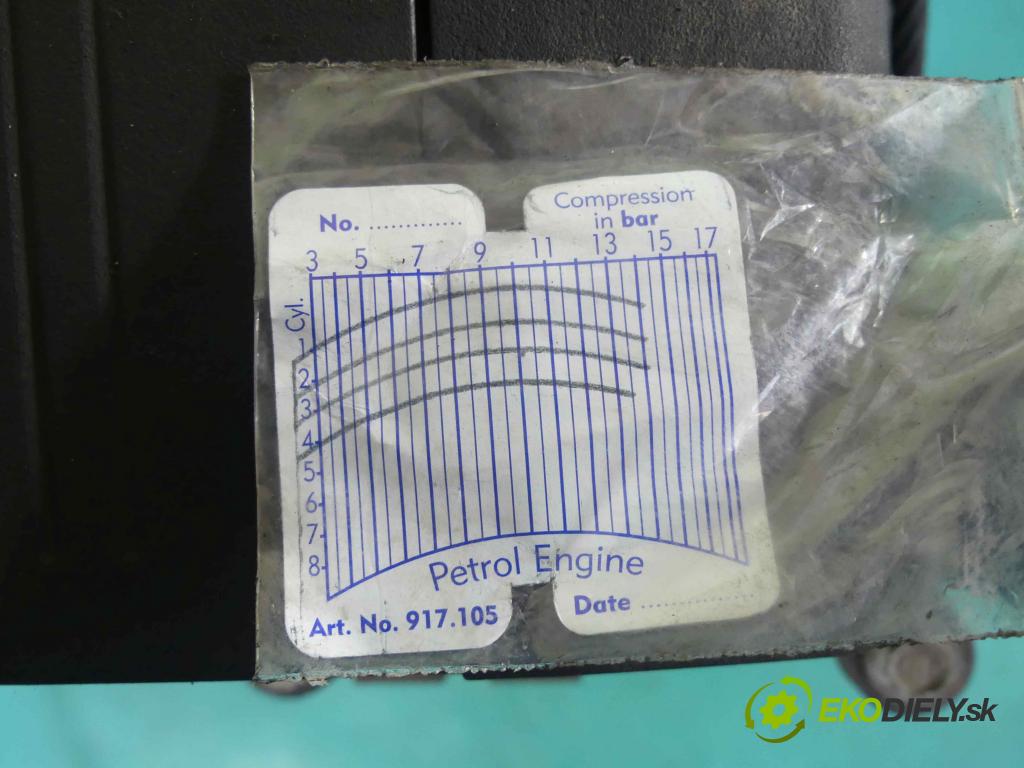 No. ..............
Compression
in bar
3 5 7 9 11 13 15 17
Cyl.
1
2
3
4
5
6
7
8
Petrol Engine
Art. No. 917.105
Date .................
EKODIELY.sk